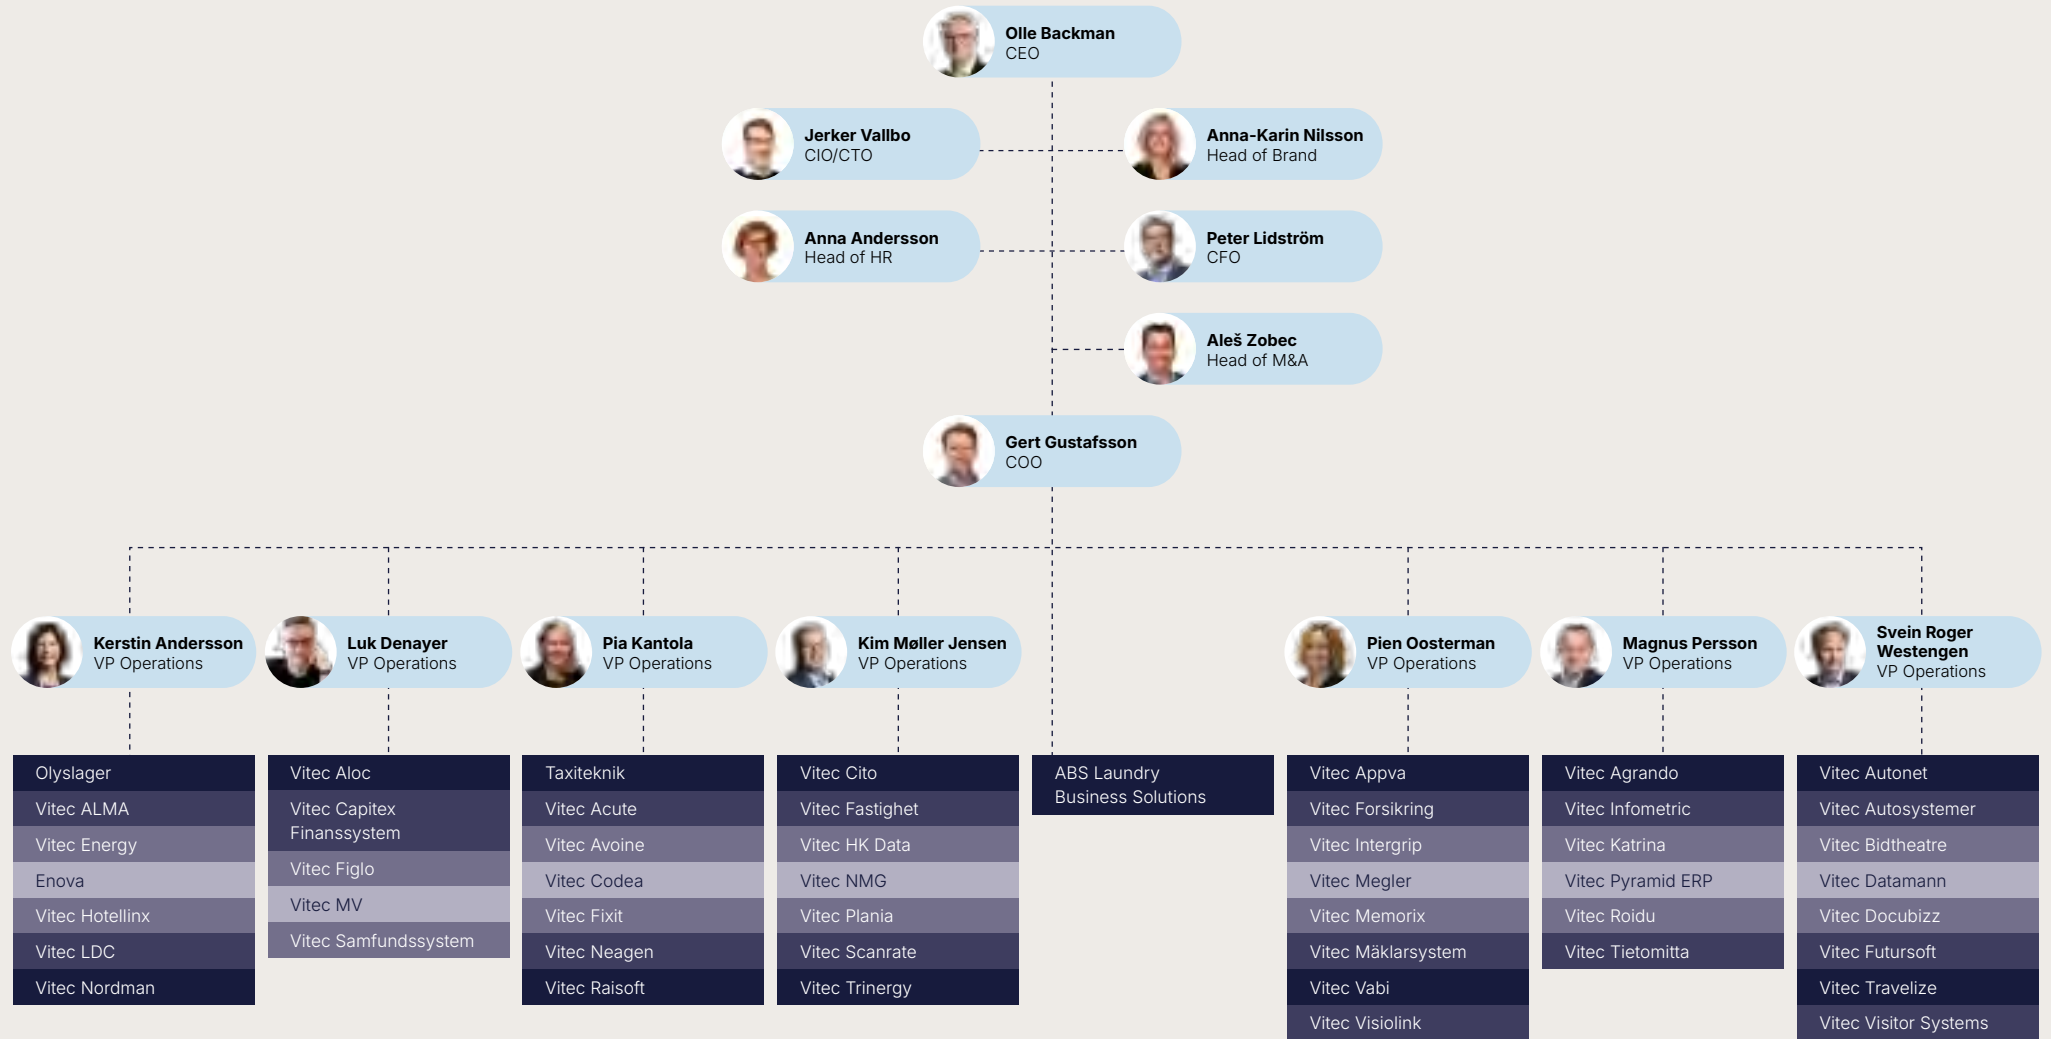 Olle Backman
CEO
Jerker Vallbo
CIO/CTO
Anna-Karin Nilsson
Head of Brand
Anna Andersson
Head of HR
Peter Lidström
CFO
Aleš Zobec
Head of M&A
Gert Gustafsson
COO
Kerstin Andersson
VP Operations
Luk Denayer
VP Operations
Pia Kantola
VP Operations
Kim Møller Jensen
VP Operations
Pien Oosterman
VP Operations
Magnus Persson
VP Operations
Svein Roger
Westengen
VP Operations
Olyslager
Vitec ALMA
Vitec Energy
Enova
Vitec Hotellinx
Vitec LDC
Vitec Nordman
Vitec Aloc
Vitec Capitex
Finanssystem
Vitec Figlo
Vitec MV
Vitec Samfundssystem
Taxiteknik
Vitec Acute
Vitec Avoine
Vitec Codea
Vitec Fixit
Vitec Neagen
Vitec Raisoft
Vitec Cito
Vitec Fastighet
Vitec HK Data
Vitec NMG
Vitec Plania
Vitec Scanrate
Vitec Trinergy
ABS Laundry
Business Solutions
Vitec Appva
Vitec Forsikring
Vitec Intergrip
Vitec Megler
Vitec Memorix
Vitec Mäklarsystem
Vitec Vabi
Vitec Visiolink
Vitec Agrando
Vitec Infometric
Vitec Katrina
Vitec Pyramid ERP
Vitec Roidu
Vitec Tietomitta
Vitec Autonet
Vitec Autosystemer
Vitec Bidtheatre
Vitec Datamann
Vitec Docubizz
Vitec Futursoft
Vitec Travelize
Vitec Visitor Systems